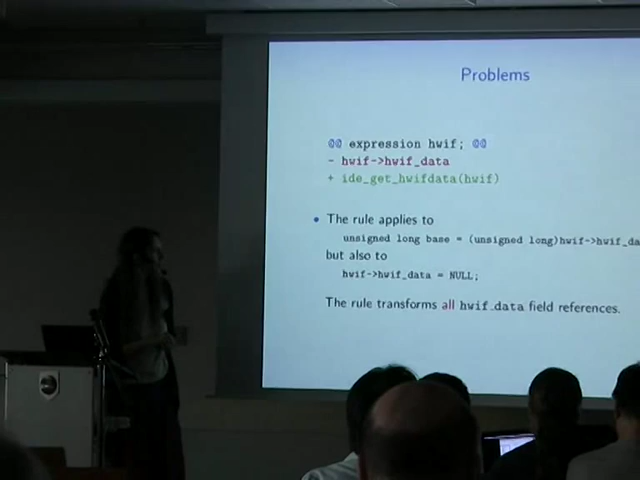 Problems
@@ expression hwif; @@
- hwif->hwif_data
+ ide_get_hwifdata(hwif)
• The rule applies to
unsigned long base = (unsigned long)hwif->hwif_da
but also to
hwif->hwif_data = NULL;
The rule transforms all hwif_data field references.